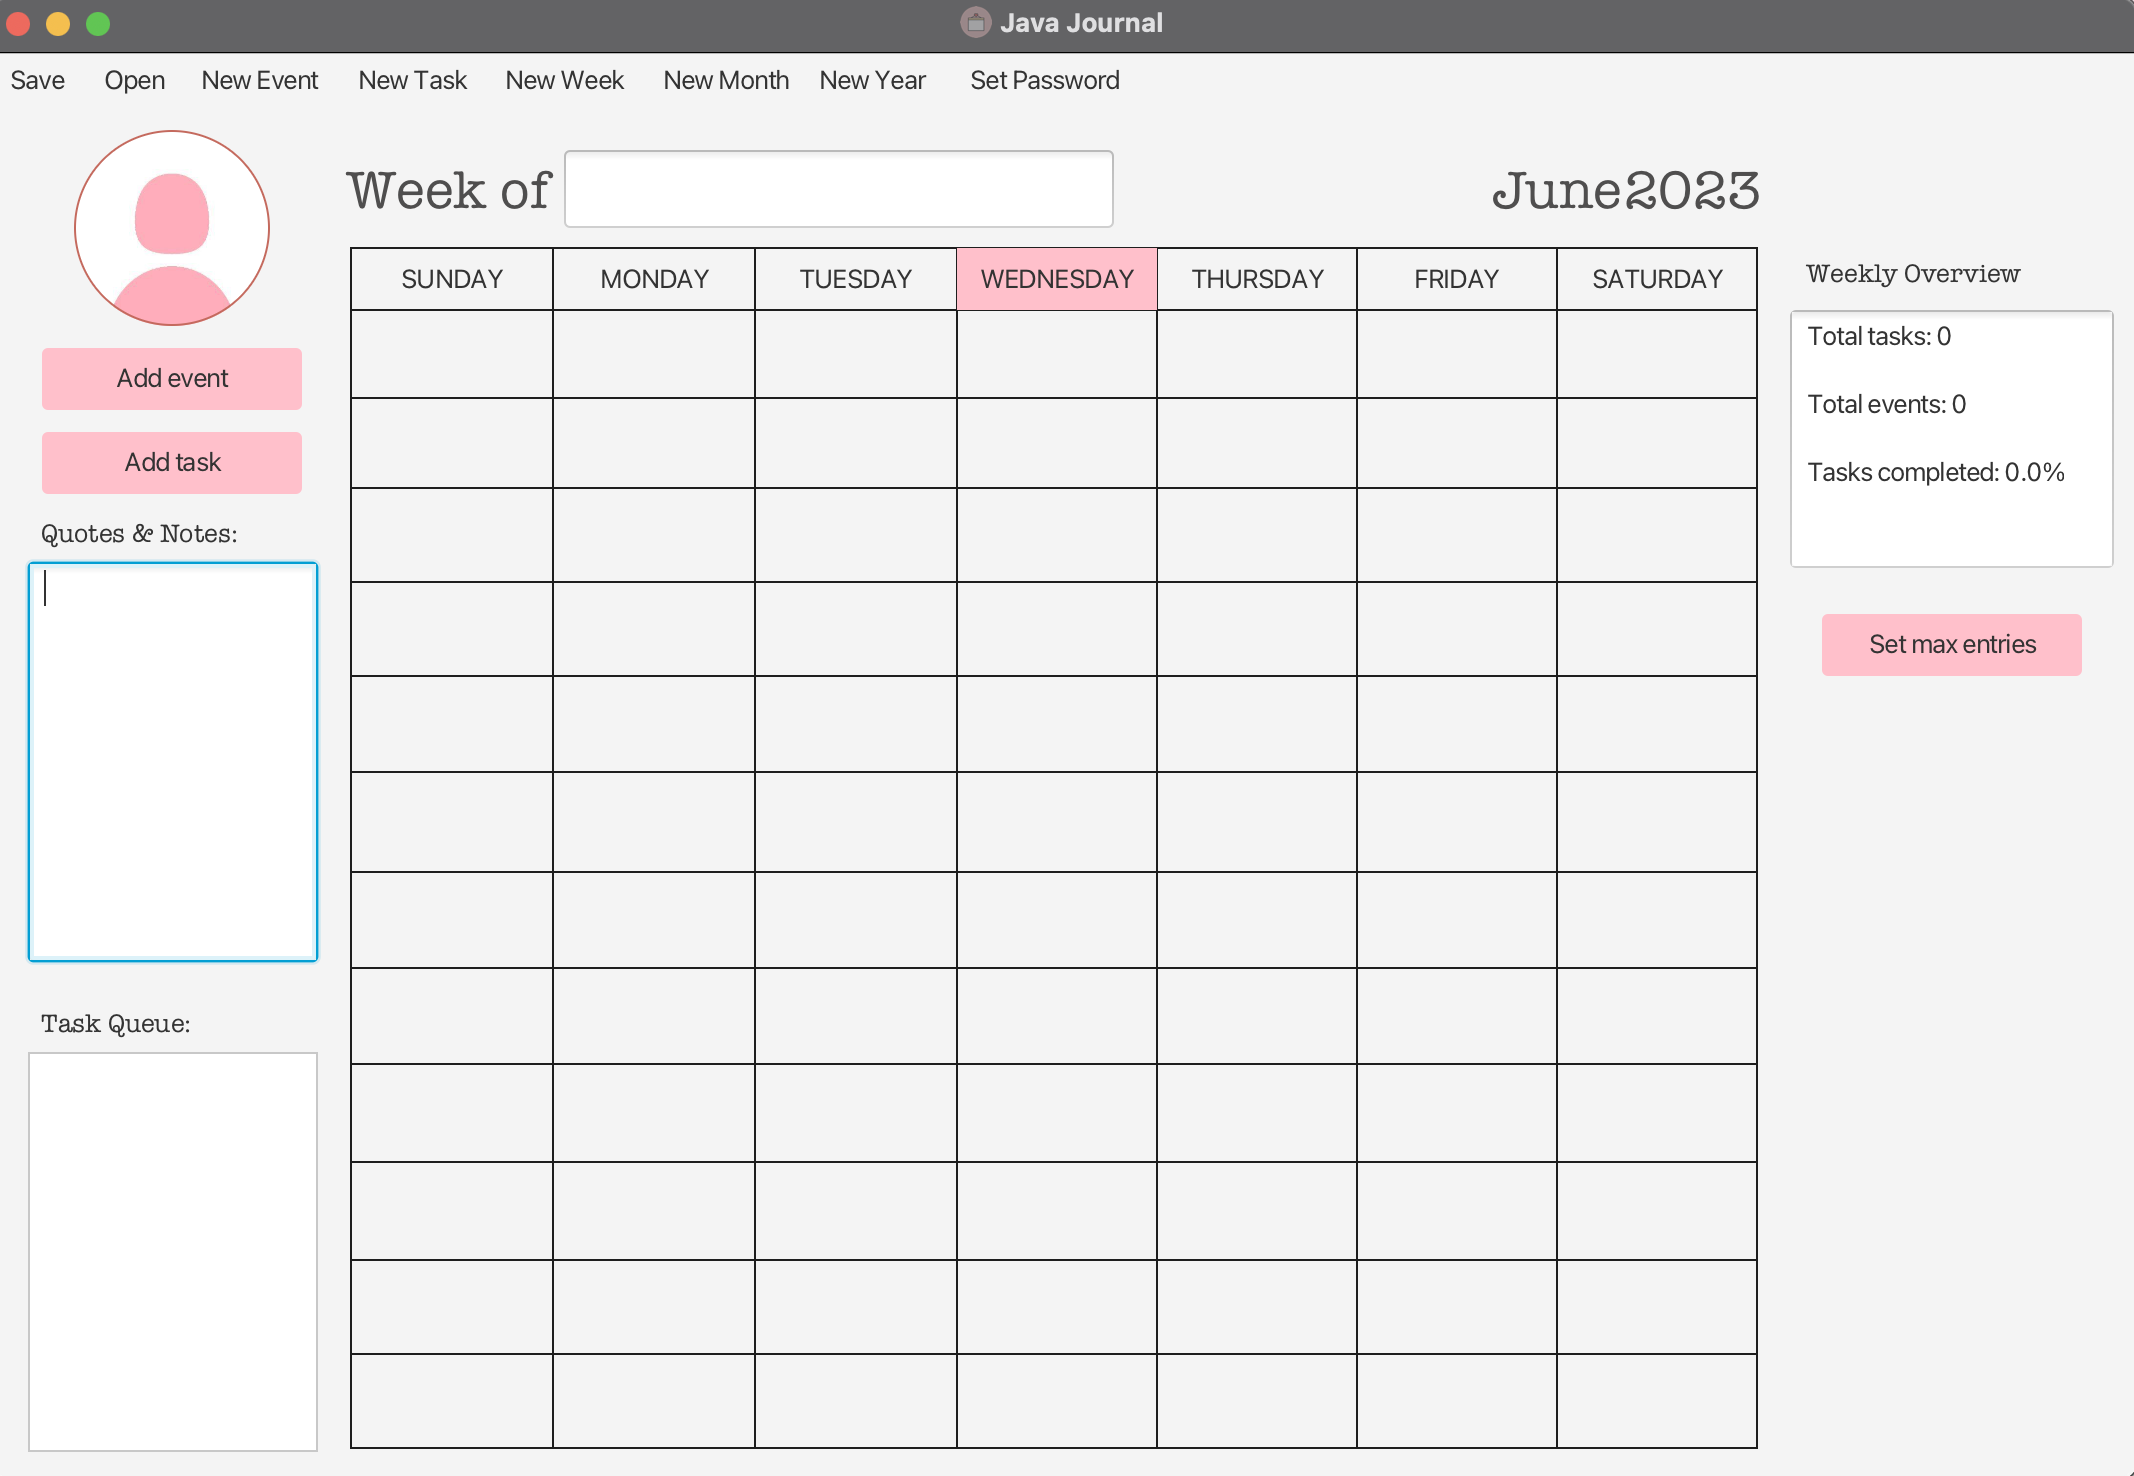 Java Journal
Save Open New Event New Task New Week New Month New Year Set Password
Week of
June2023
SUNDAY MONDAY TUESDAY WEDNESDAY THURSDAY FRIDAY SATURDAY
Add event
Add task
Quotes & Notes:
Task Queue:
Weekly Overview
Total tasks: 0
Total events: 0
Tasks completed: 0.0%
Set max entries